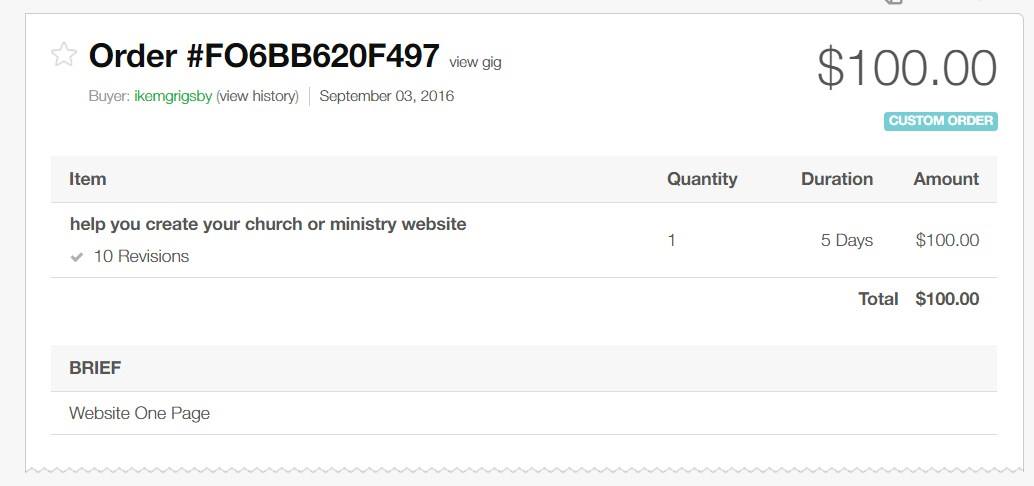 Order #FO6BB620F497 view gig
$100.00
Buyer: ikemgrigsby (view history) September 03, 2016
CUSTOM ORDER
Item Quantity Duration Amount
help you create your church or ministry website
10 Revisions
1 5 Days $100.00
Total $100.00
BRIEF
Website One Page